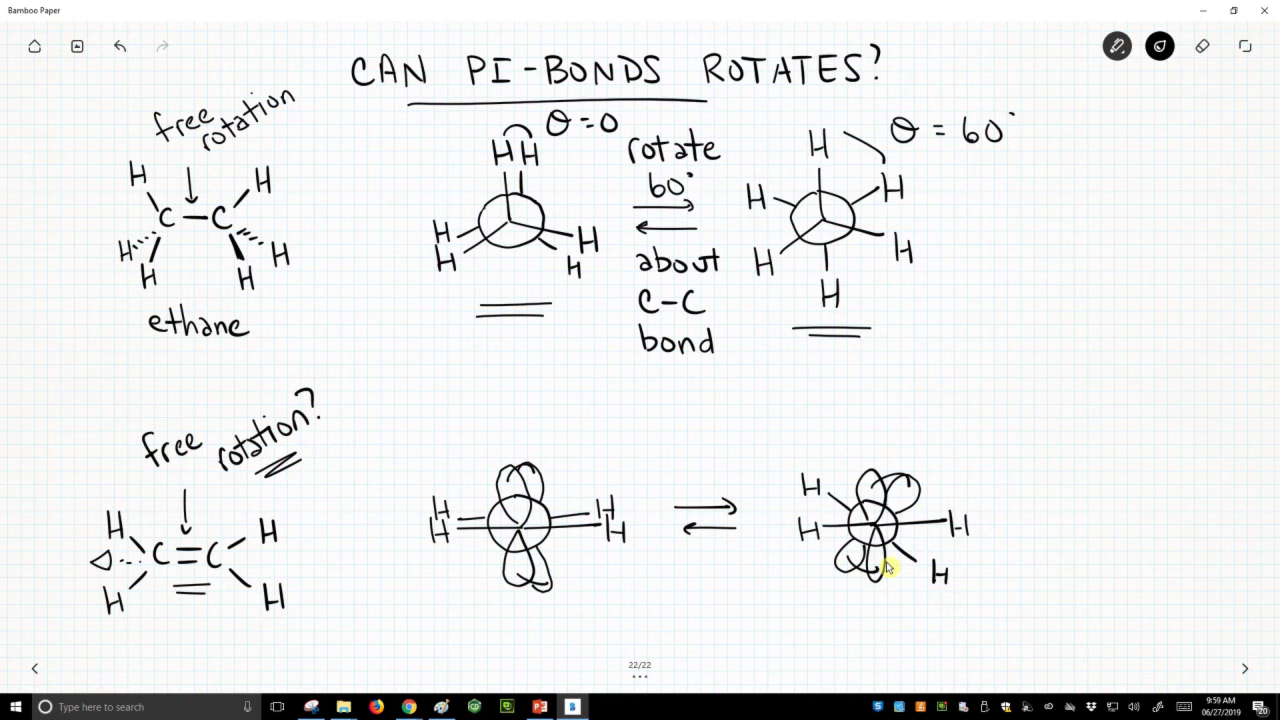 Bamboo Paper
CAN PI-BONDS ROTATES?
free rotation
θ = 0
rotate
60°
about
C-C
bond
θ = 60°
H H
C C
H H
H H
ethane
H H
H H
H H
H
H H
H H
H
free rotation?
H H
C = C
H H
H H
H H
H
H H
H
22/22
Type here to search
9:59 AM
06/27/2019
20